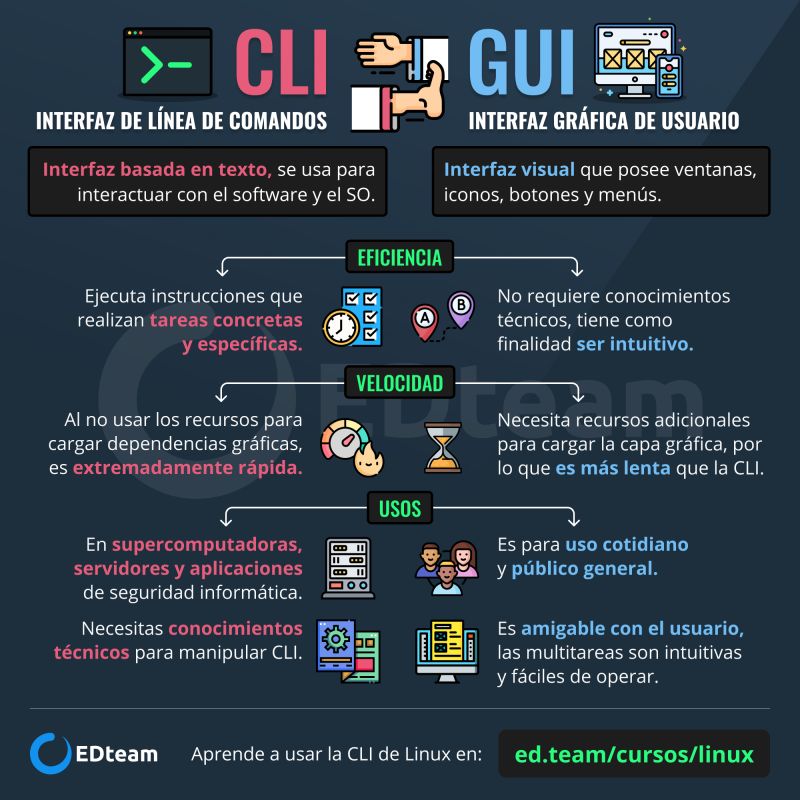 CLI
GUI
INTERFAZ DE LÍNEA DE COMANDOS
INTERFAZ GRÁFICA DE USUARIO
Interfaz basada en texto, se usa para
interactuar con el software y el SO.
Interfaz visual que posee ventanas,
iconos, botones y menús.
EFICIENCIA
Ejecuta instrucciones que
realizan tareas concretas
y específicas.
A
B
No requiere conocimientos
técnicos, tiene como
finalidad ser intuitivo.
VELOCIDAD
Al no usar los recursos para
cargar dependencias gráficas,
es extremadamente rápida.
Necesita recursos adicionales
para cargar la capa gráfica, por
lo que es más lenta que la CLI.
EDteam
USOS
En supercomputadoras,
servidores y aplicaciones
de seguridad informática.
Es para uso cotidiano
y público general.
Necesitas conocimientos
técnicos para manipular CLI.
Es amigable con el usuario,
las multitareas son intuitivas
y fáciles de operar.
EDteam
Aprende a usar la CLI de Linux en:
ed.team/cursos/linux